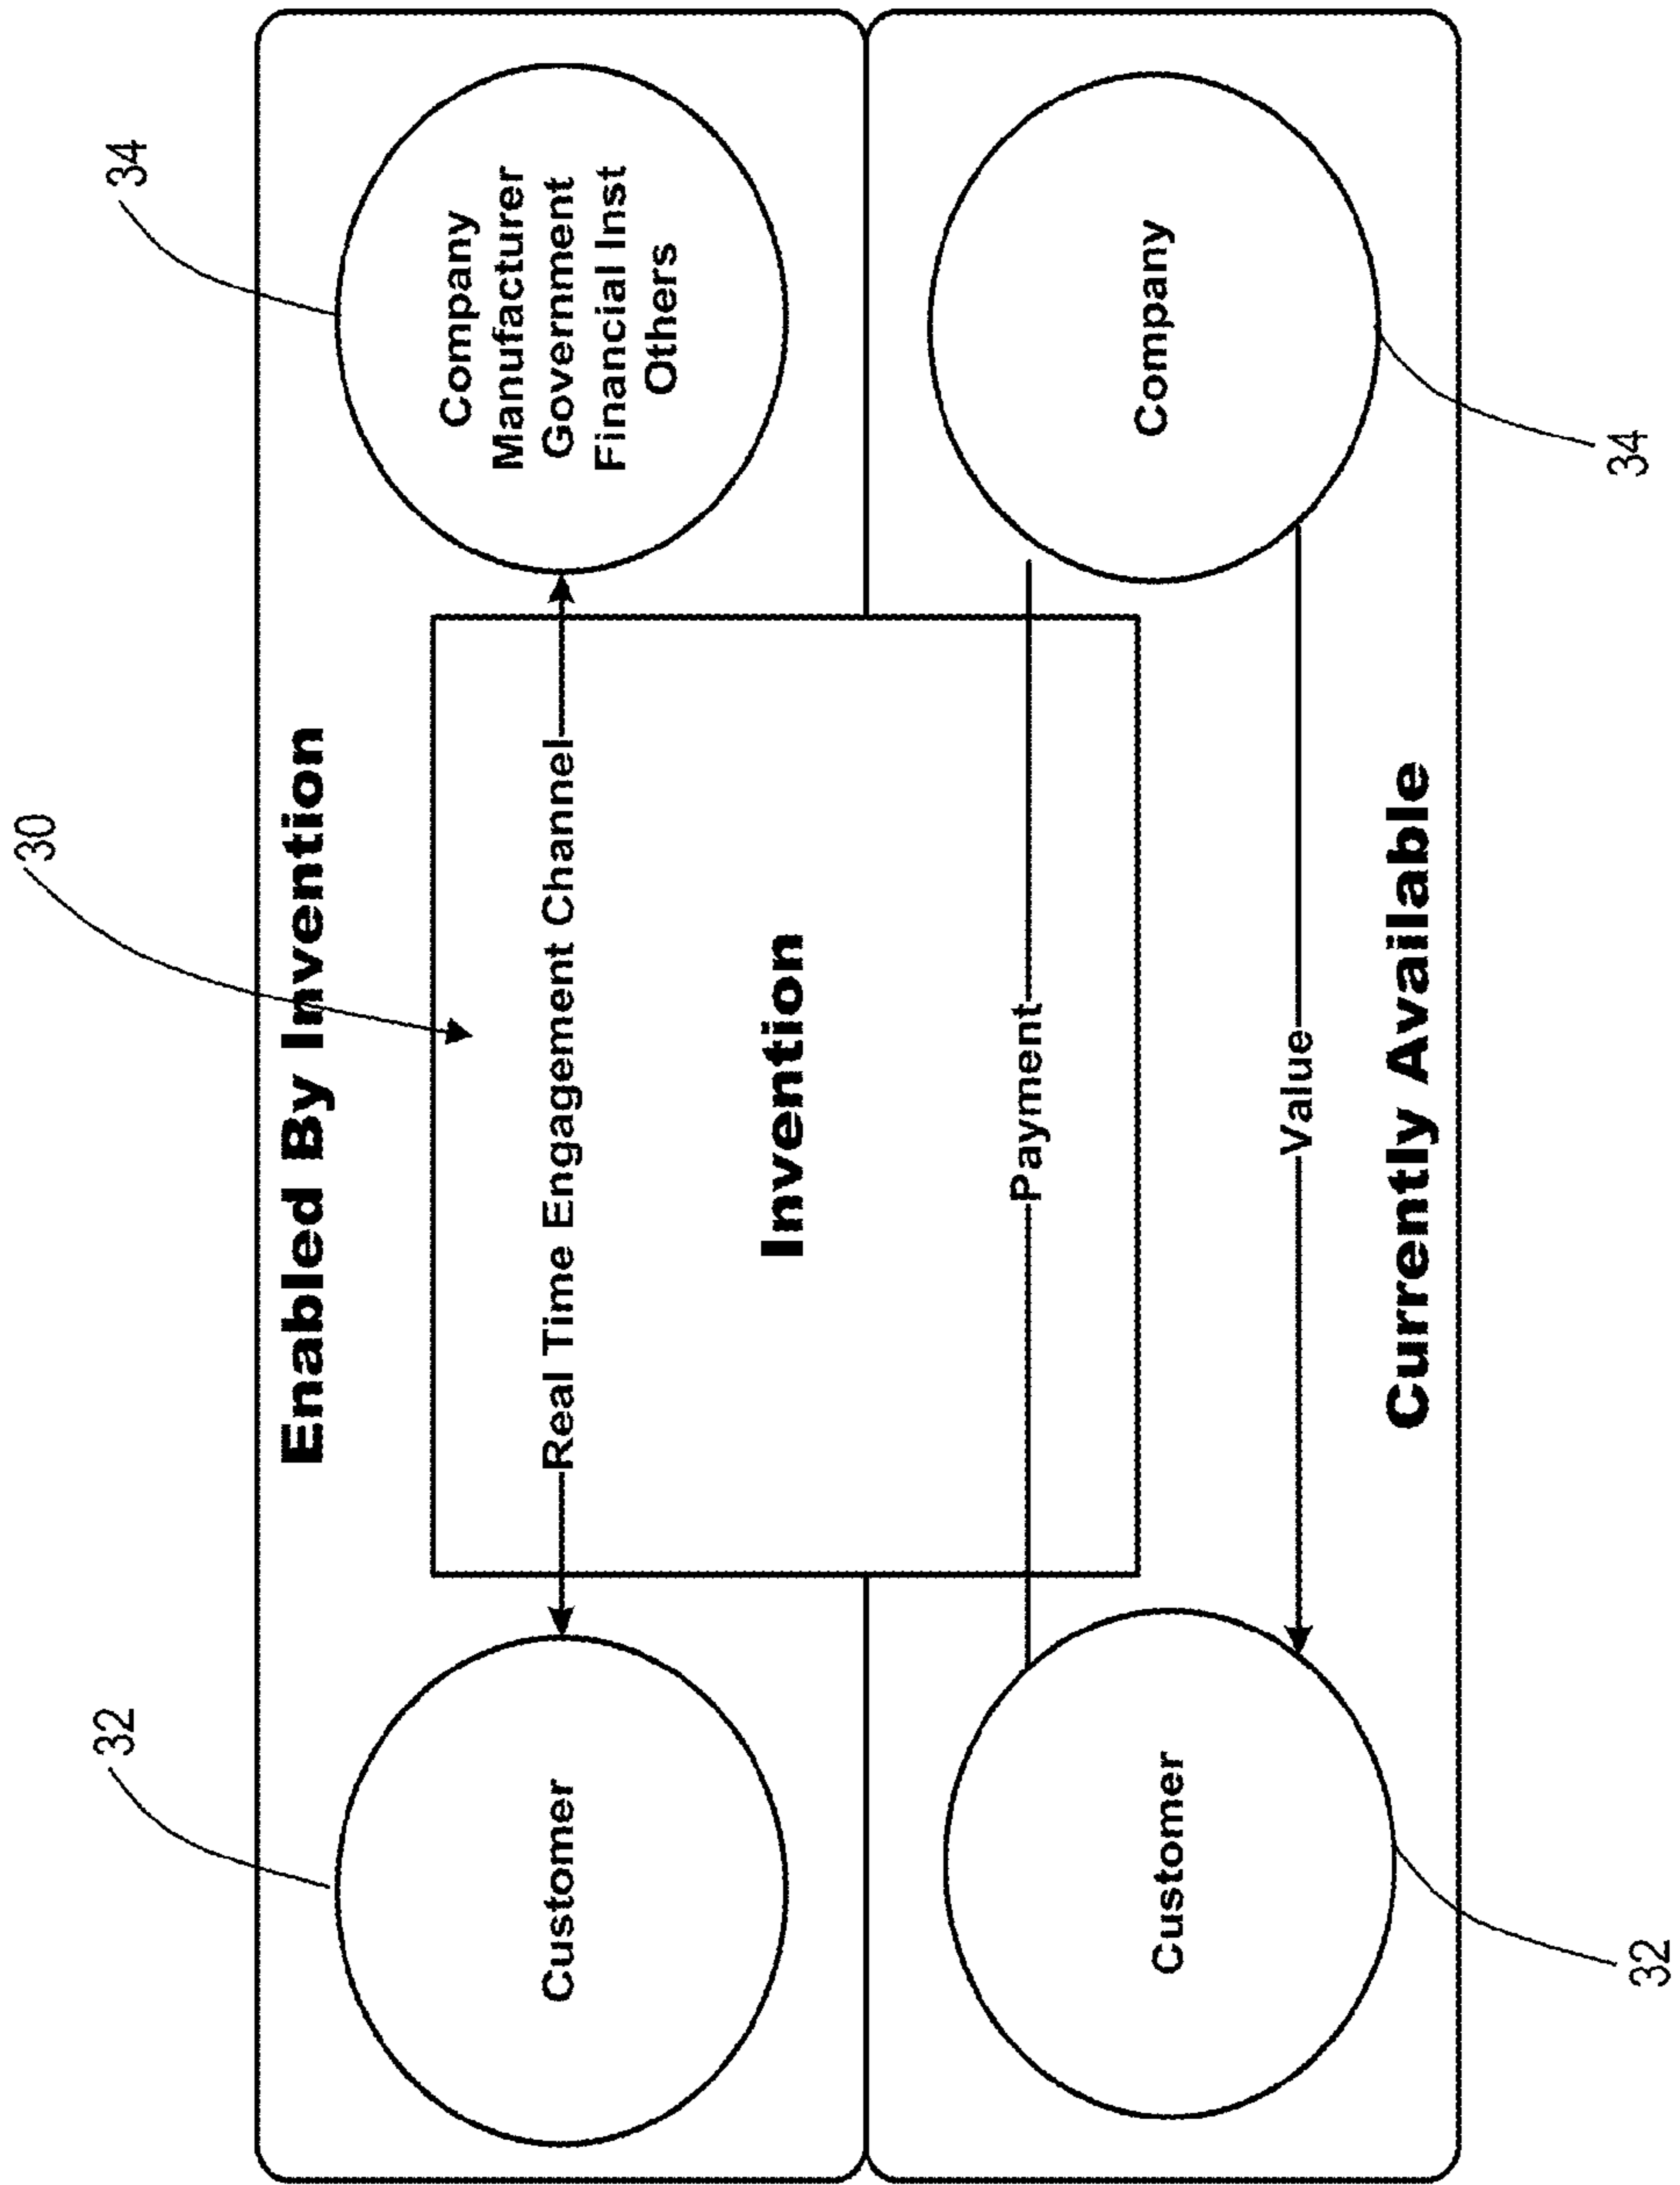 30
34
32
Enabled By Invention
Customer
Real Time Engagement Channel
Company
Manufacturer
Government
Financial Inst
Others
Invention
Payment
Customer
Company
Value
Currently Available
32
34